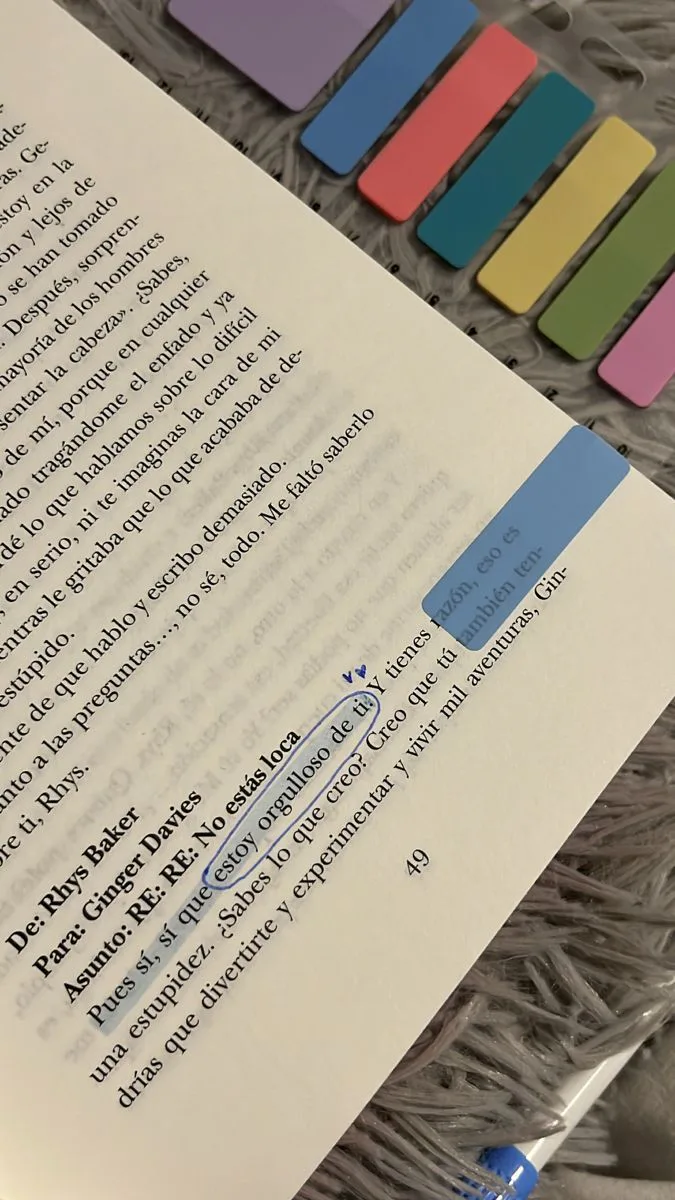 ade-
as. Ge-
stoy en la
ón y lejos de
o se han tomado
. Después, sorpren-
mayoría de los hombres
sentar la cabeza». ¿Sabes,
o de mí, porque en cualquier
ado tragándome el enfado y ya
dé lo que hablamos sobre lo difícil
, en serio, ni te imaginas la cara de mi
entras le gritaba que lo que acababa de de-
estúpido.
nte de que hablo y escribo demasiado.
anto a las preguntas..., no sé, todo. Me faltó saberlo
re ti, Rhys.
De: Rhys Baker
Para: Ginger Davies
Asunto: RE: RE: No estás loca
Pues sí, sí que estoy orgulloso de ti. Y tienes razón, eso es
una estupidez. ¿Sabes lo que creo? Creo que tú también ten-
drías que divertirte y experimentar y vivir mil aventuras, Gin-
49